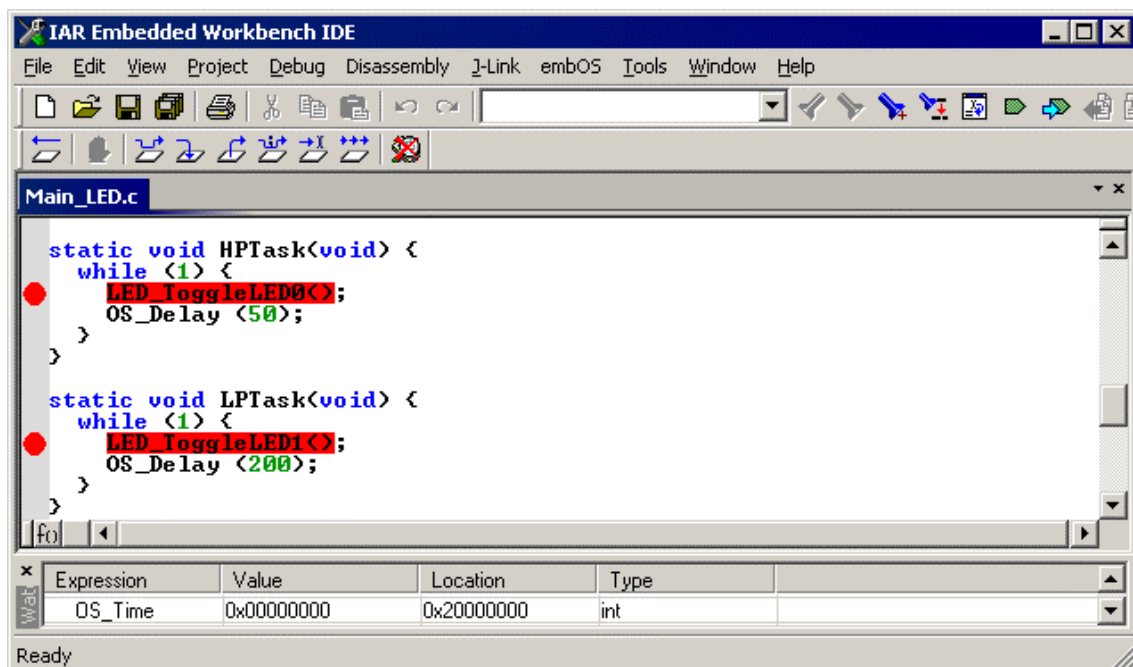 IAR Embedded Workbench IDE
File Edit View Project Debug Disassembly J-Link embOS Tools Window Help
Main_LED.c
static void HPTask(void) {
while (1) {
LED_ToggleLED0();
OS_Delay (50);
}
}
static void LPTask(void) {
while (1) {
LED_ToggleLED1();
OS_Delay (200);
}
}
Expression Value Location Type
Wat
OS_Time 0x00000000 0x20000000 int
Ready